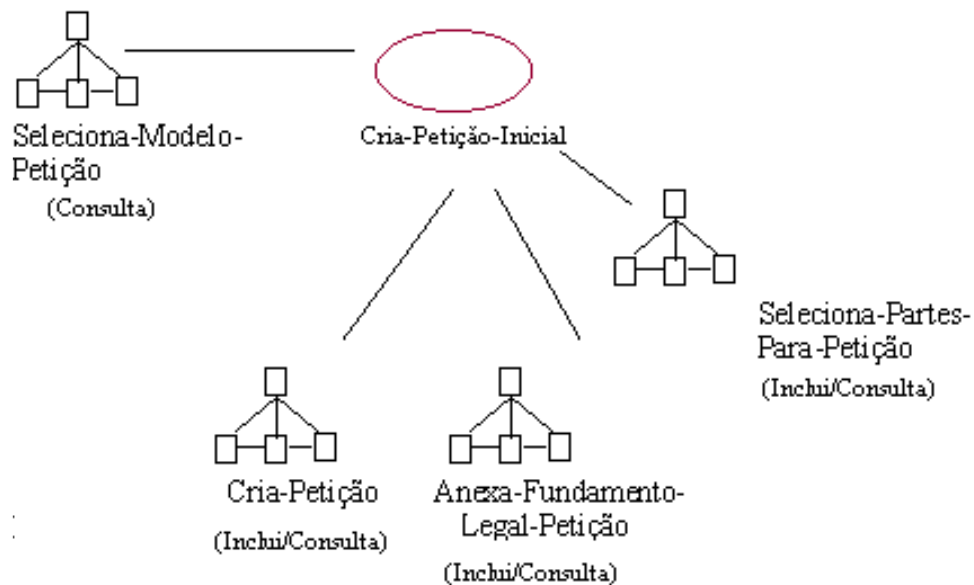 Cria-Petição-Inicial
Seleciona-Modelo-
Petição
(Consulta)
Seleciona-Partes-
Para-Petição
(Inclui/Consulta)
Cria-Petição
(Inclui/Consulta)
Anexa-Fundamento-
Legal-Petição
(Inclui/Consulta)